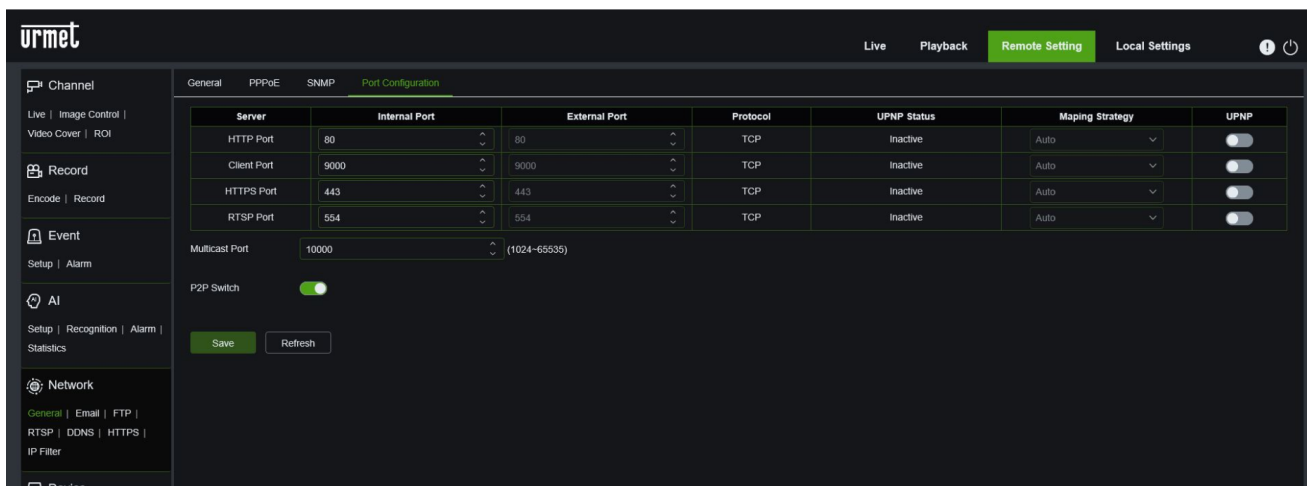 urmet
Live Playback Remote Setting Local Settings
Channel
Live | Image Control |
Video Cover | ROI
Record
Encode | Record
Event
Setup | Alarm
AI
Setup | Recognition | Alarm |
Statistics
Network
General | Email | FTP |
RTSP | DDNS | HTTPS |
IP Filter
General PPPoE SNMP Port Configuration
Server Internal Port External Port Protocol UPNP Status Maping Strategy UPNP
HTTP Port 80 80 TCP Inactive Auto
Client Port 9000 9000 TCP Inactive Auto
HTTPS Port 443 443 TCP Inactive Auto
RTSP Port 554 554 TCP Inactive Auto
Multicast Port 10000 (1024~65535)
P2P Switch
Save Refresh